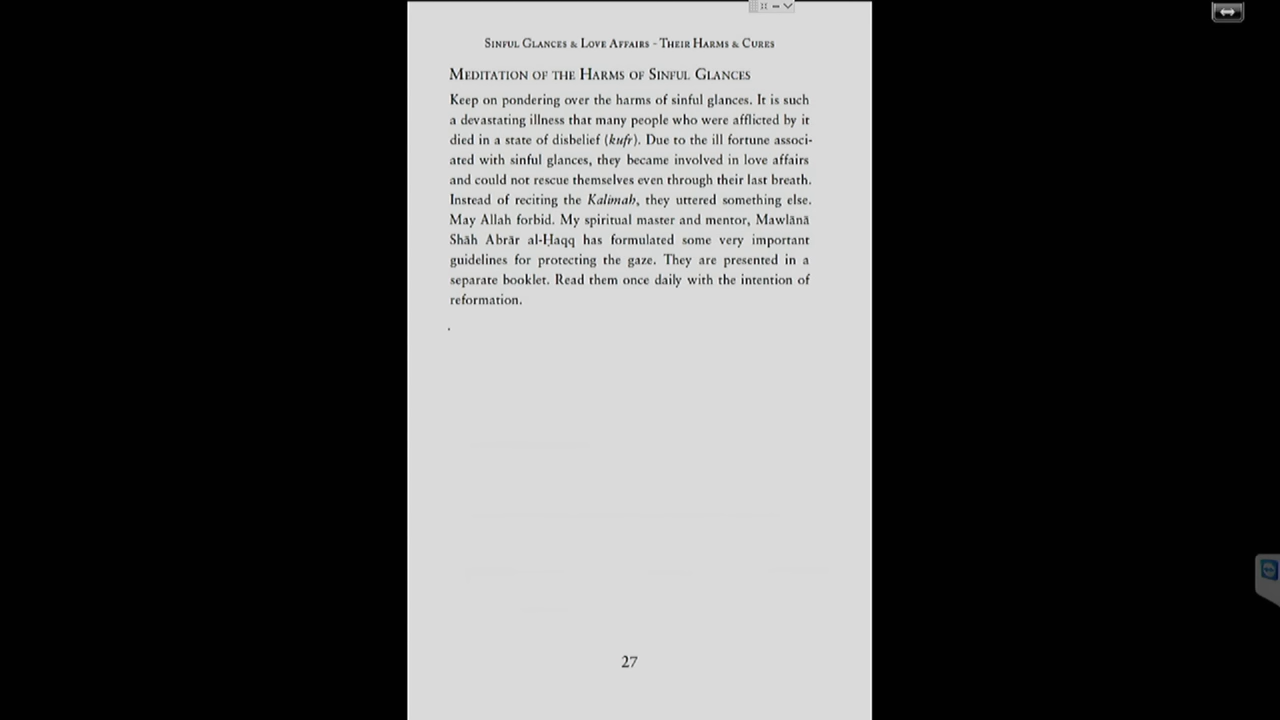 Sinful Glances & Love Affairs - Their Harms & Cures
Meditation of the Harms of Sinful Glances
Keep on pondering over the harms of sinful glances. It is such
a devastating illness that many people who were afflicted by it
died in a state of disbelief (kufr). Due to the ill fortune associ-
ated with sinful glances, they became involved in love affairs
and could not rescue themselves even through their last breath.
Instead of reciting the Kalimah, they uttered something else.
May Allah forbid. My spiritual master and mentor, Mawlānā
Shāh Abrār al-Ḥaqq has formulated some very important
guidelines for protecting the gaze. They are presented in a
separate booklet. Read them once daily with the intention of
reformation.
27